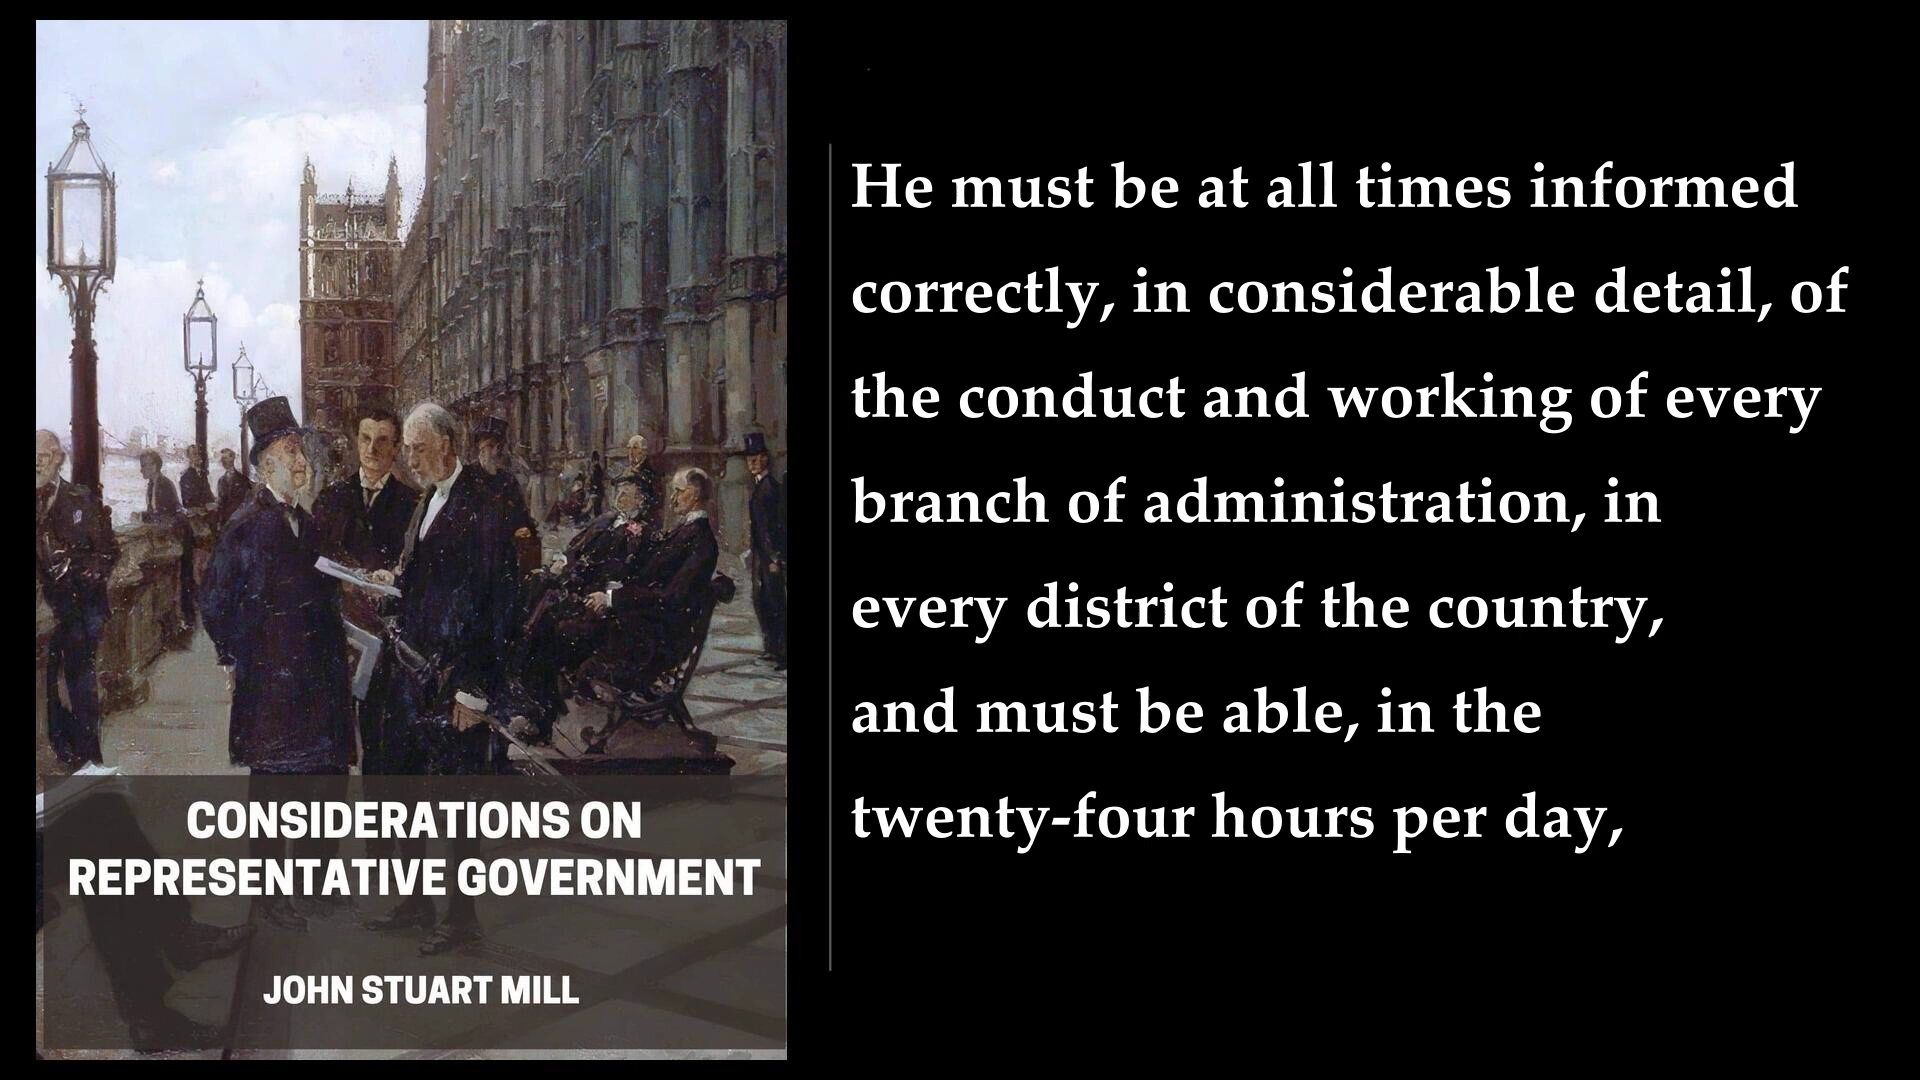 CONSIDERATIONS ON
REPRESENTATIVE GOVERNMENT
JOHN STUART MILL
He must be at all times informed
correctly, in considerable detail, of
the conduct and working of every
branch of administration, in
every district of the country,
and must be able, in the
twenty-four hours per day,